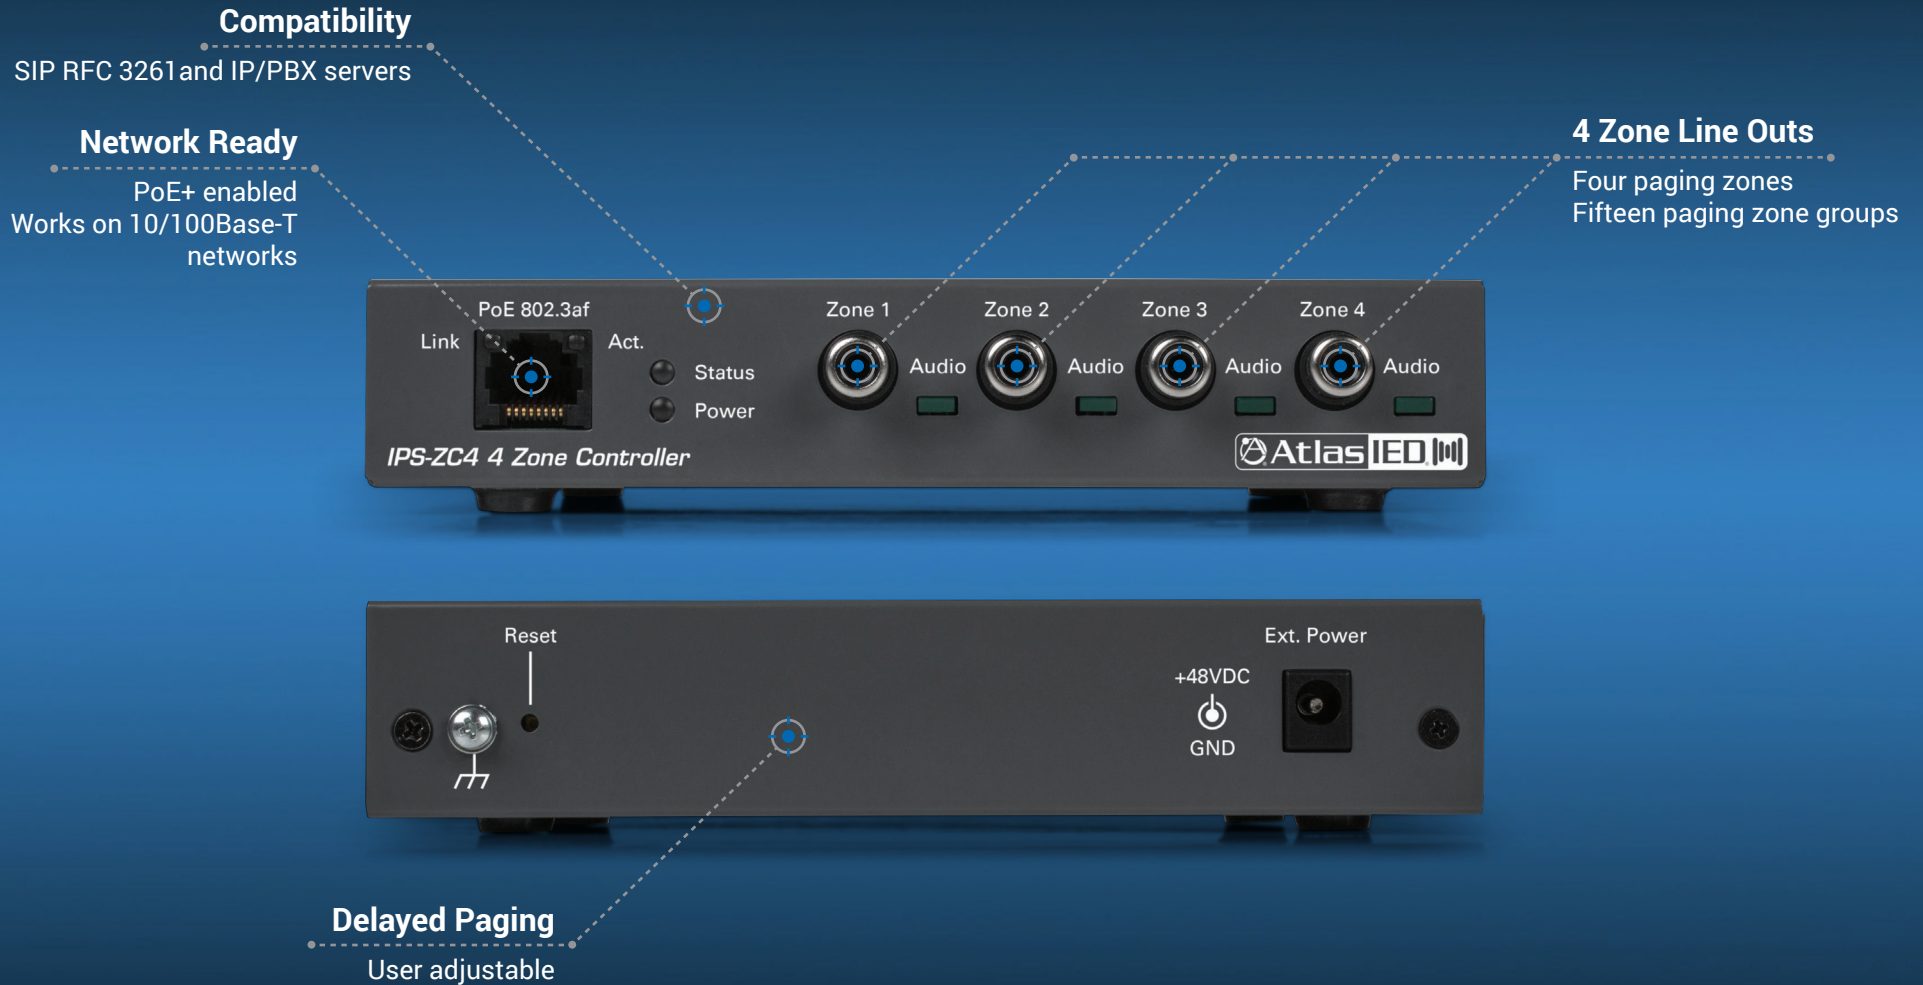 Compatibility
SIP RFC 3261and IP/PBX servers
Network Ready
PoE+ enabled
Works on 10/100Base-T
networks
4 Zone Line Outs
Four paging zones
Fifteen paging zone groups
PoE 802.3af
Link
Act.
Status
Power
Zone 1
Zone 2
Zone 3
Zone 4
Audio
Audio
Audio
Audio
IPS-ZC4 4 Zone Controller
AtlasIED
Reset
Ext. Power
+48VDC
GND
Delayed Paging
User adjustable